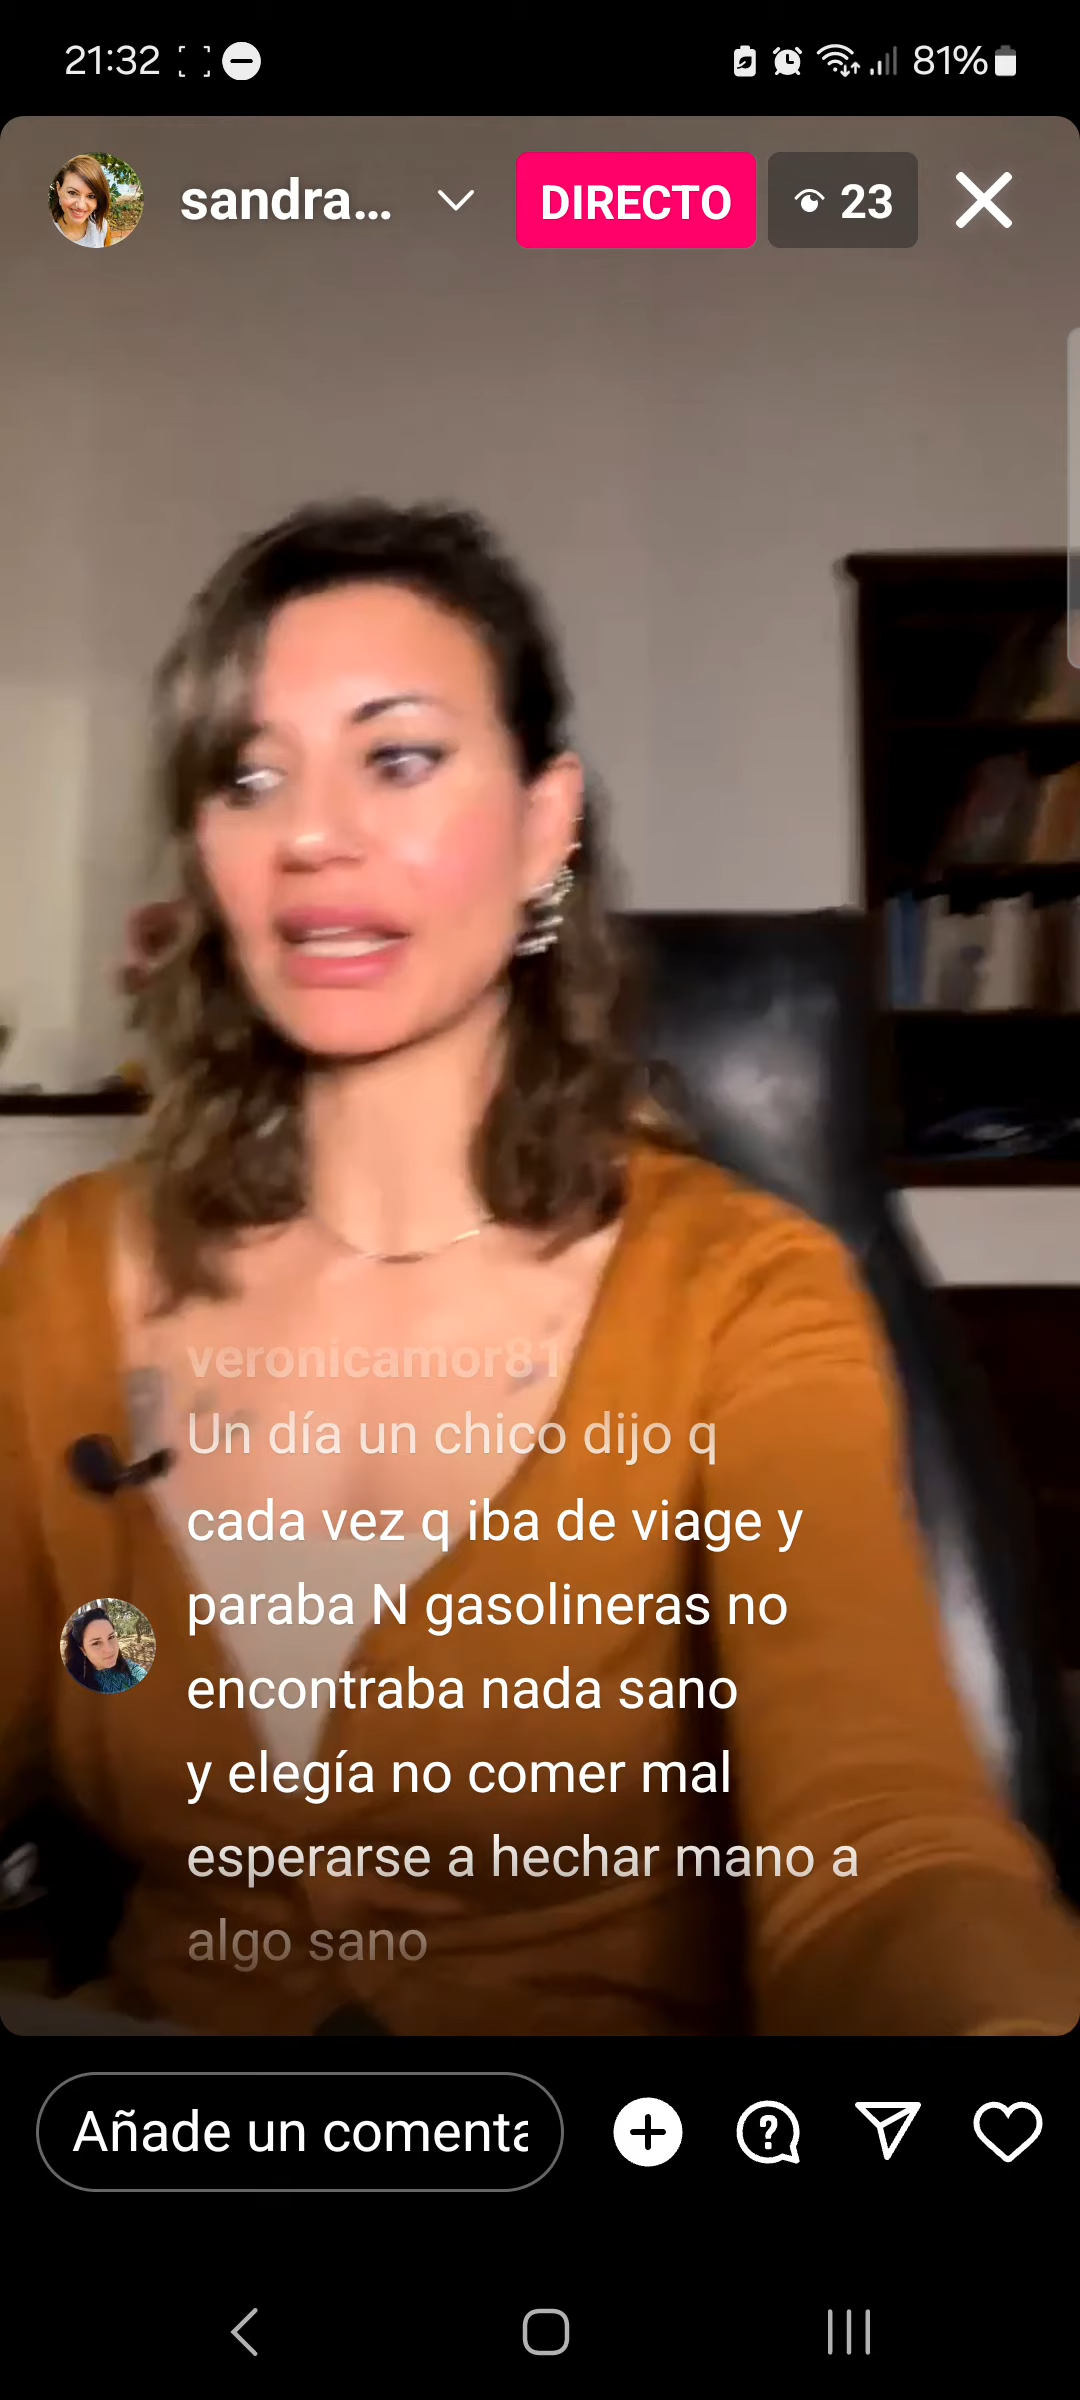 21:32
81%
sandra...
DIRECTO
23
veronicamor81
Un día un chico dijo q
cada vez q iba de viage y
paraba N gasolineras no
encontraba nada sano
y elegía no comer mal
esperarse a hechar mano a
algo sano
Añade un comenta